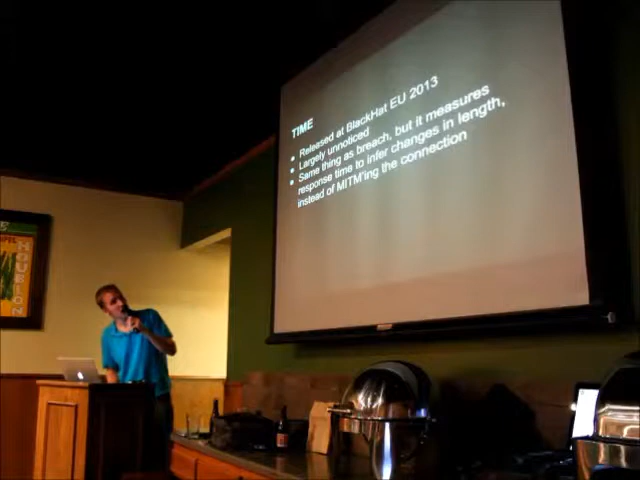 TIME
• Released at BlackHat EU 2013
• Largely unnoticed
• Same thing as breach, but it measures
response time to infer changes in length,
instead of MITM'ing the connection
HOUBLON